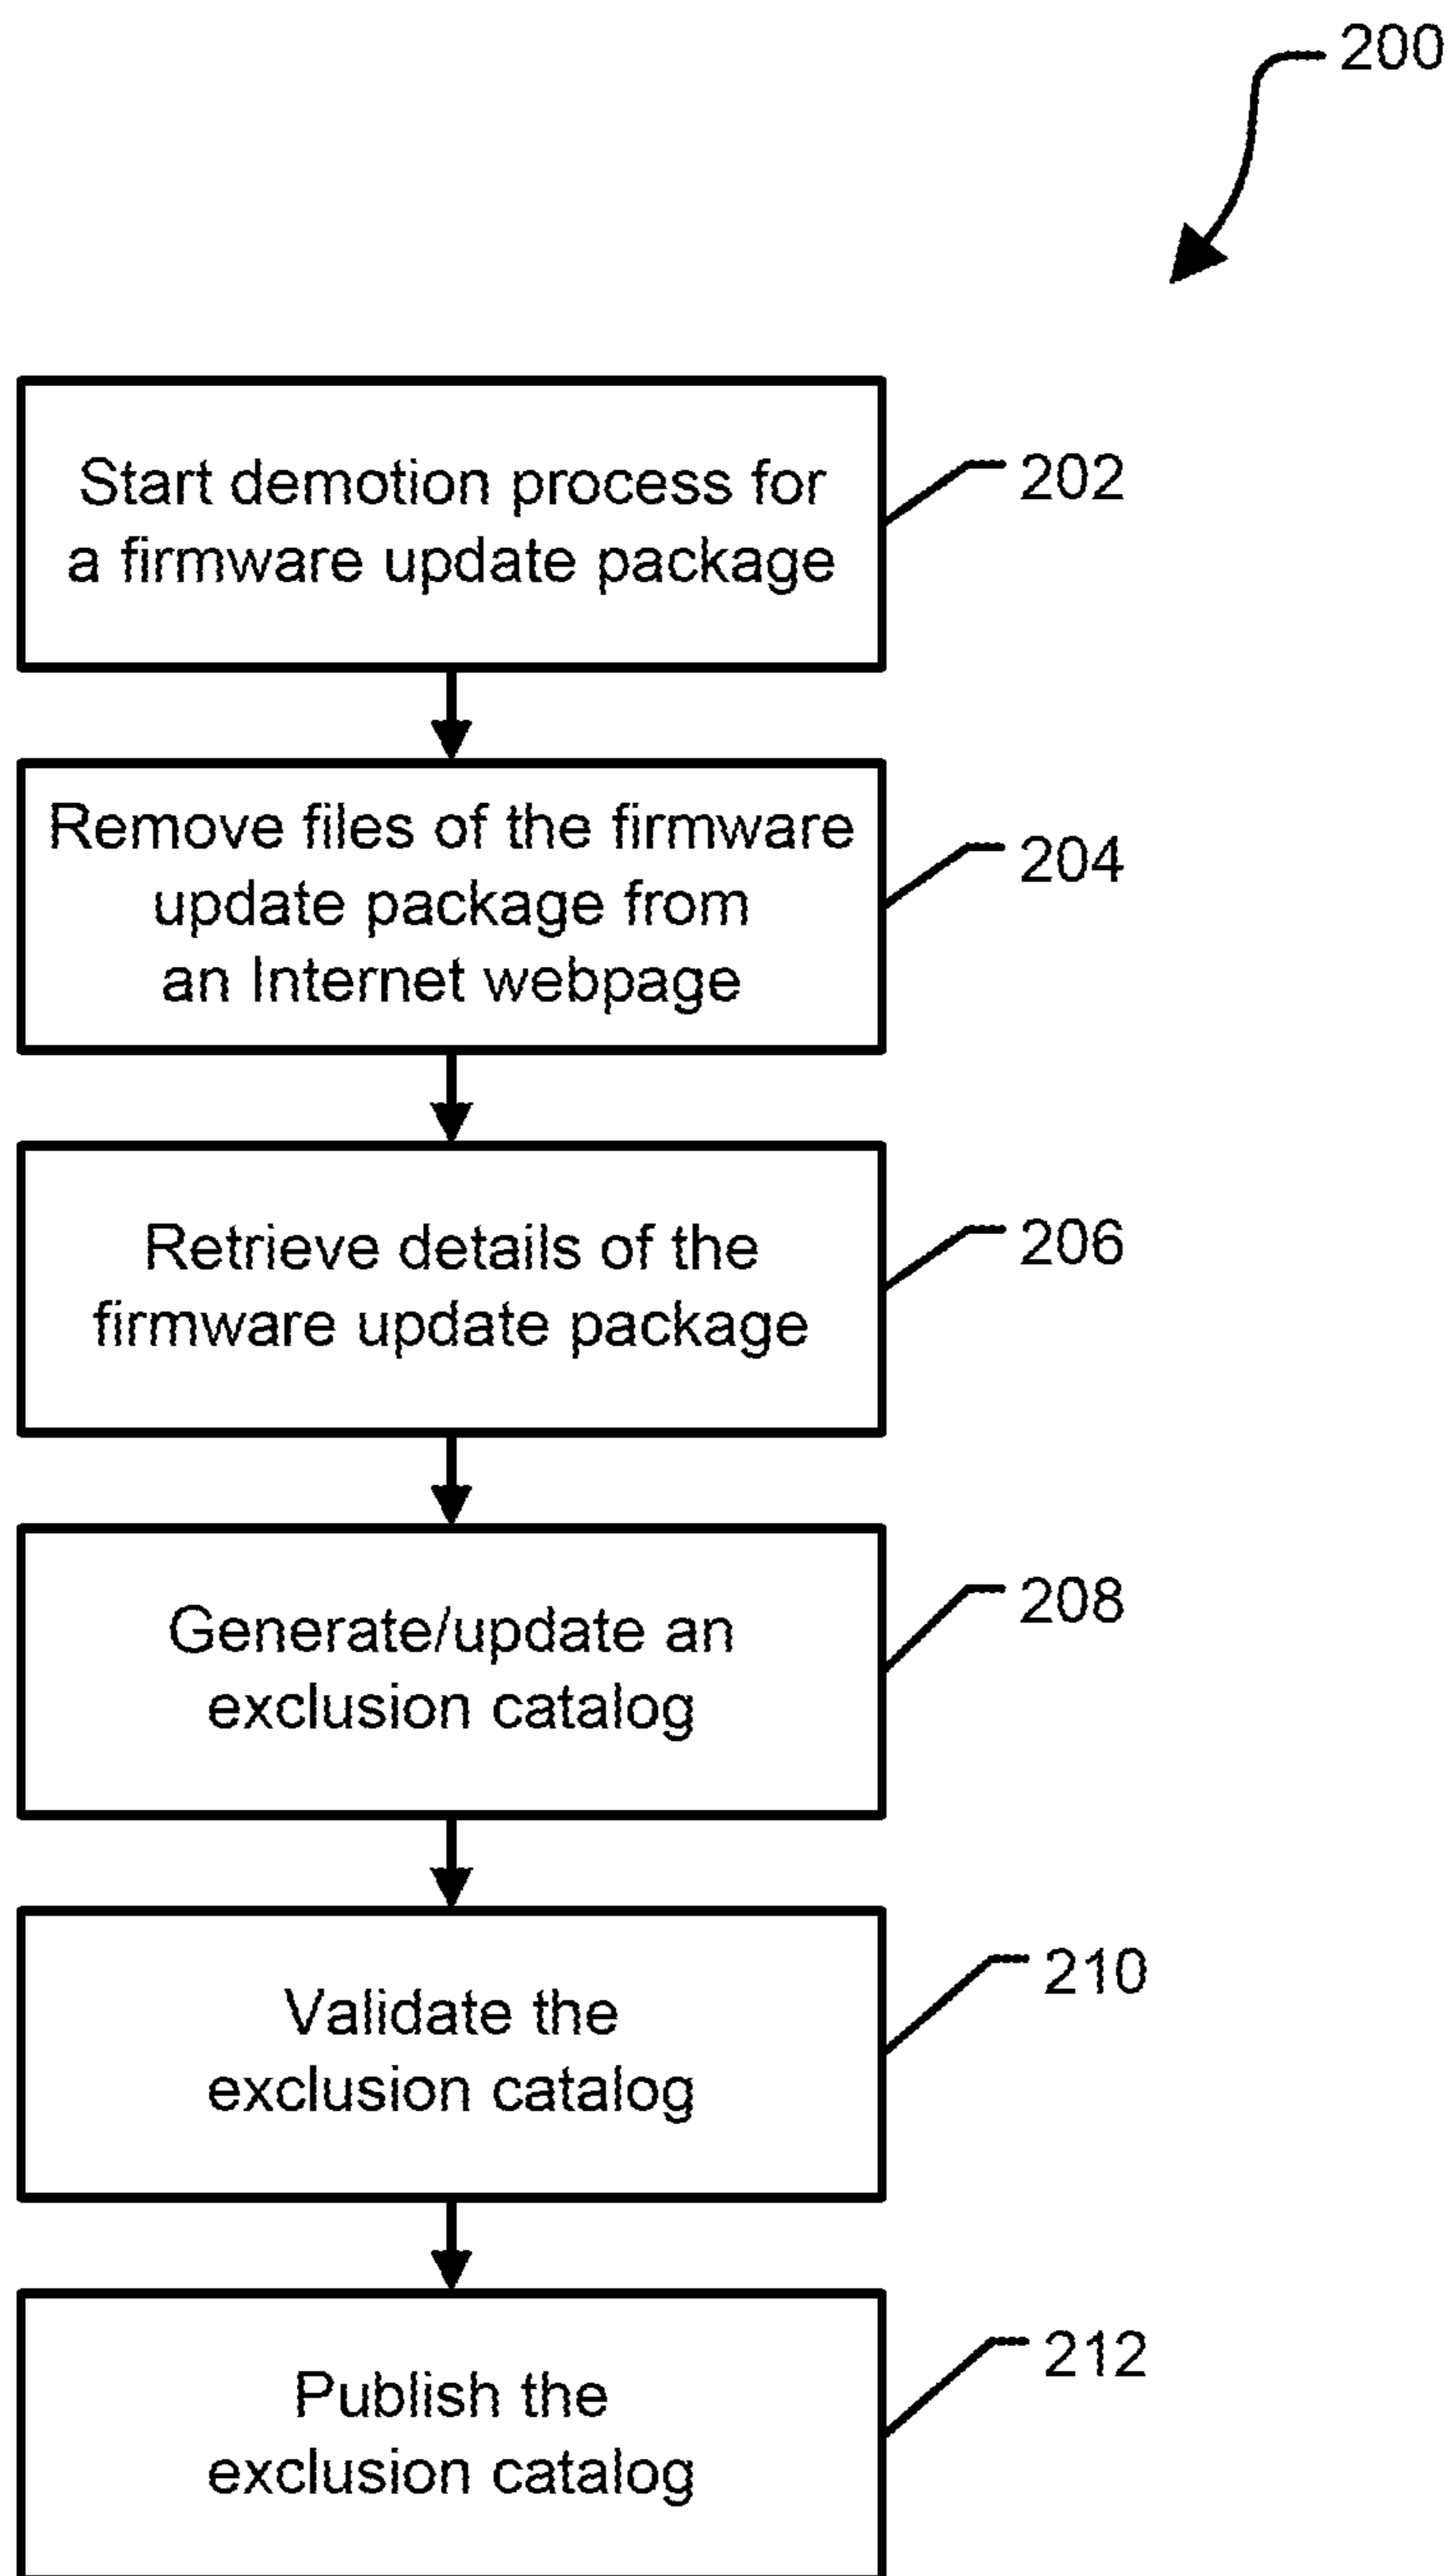 200
Start demotion process for
a firmware update package
202
Remove files of the firmware
update package from
an Internet webpage
204
Retrieve details of the
firmware update package
206
Generate/update an
exclusion catalog
208
Validate the
exclusion catalog
210
Publish the
exclusion catalog
212